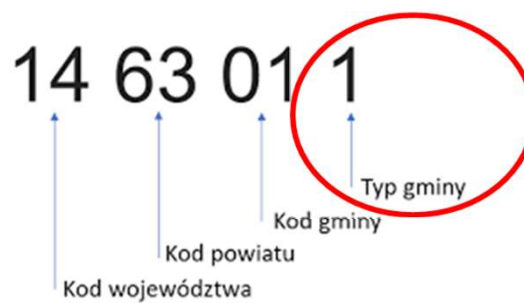 14 63 01 1
Typ gminy
Kod gminy
Kod powiatu
Kod województwa